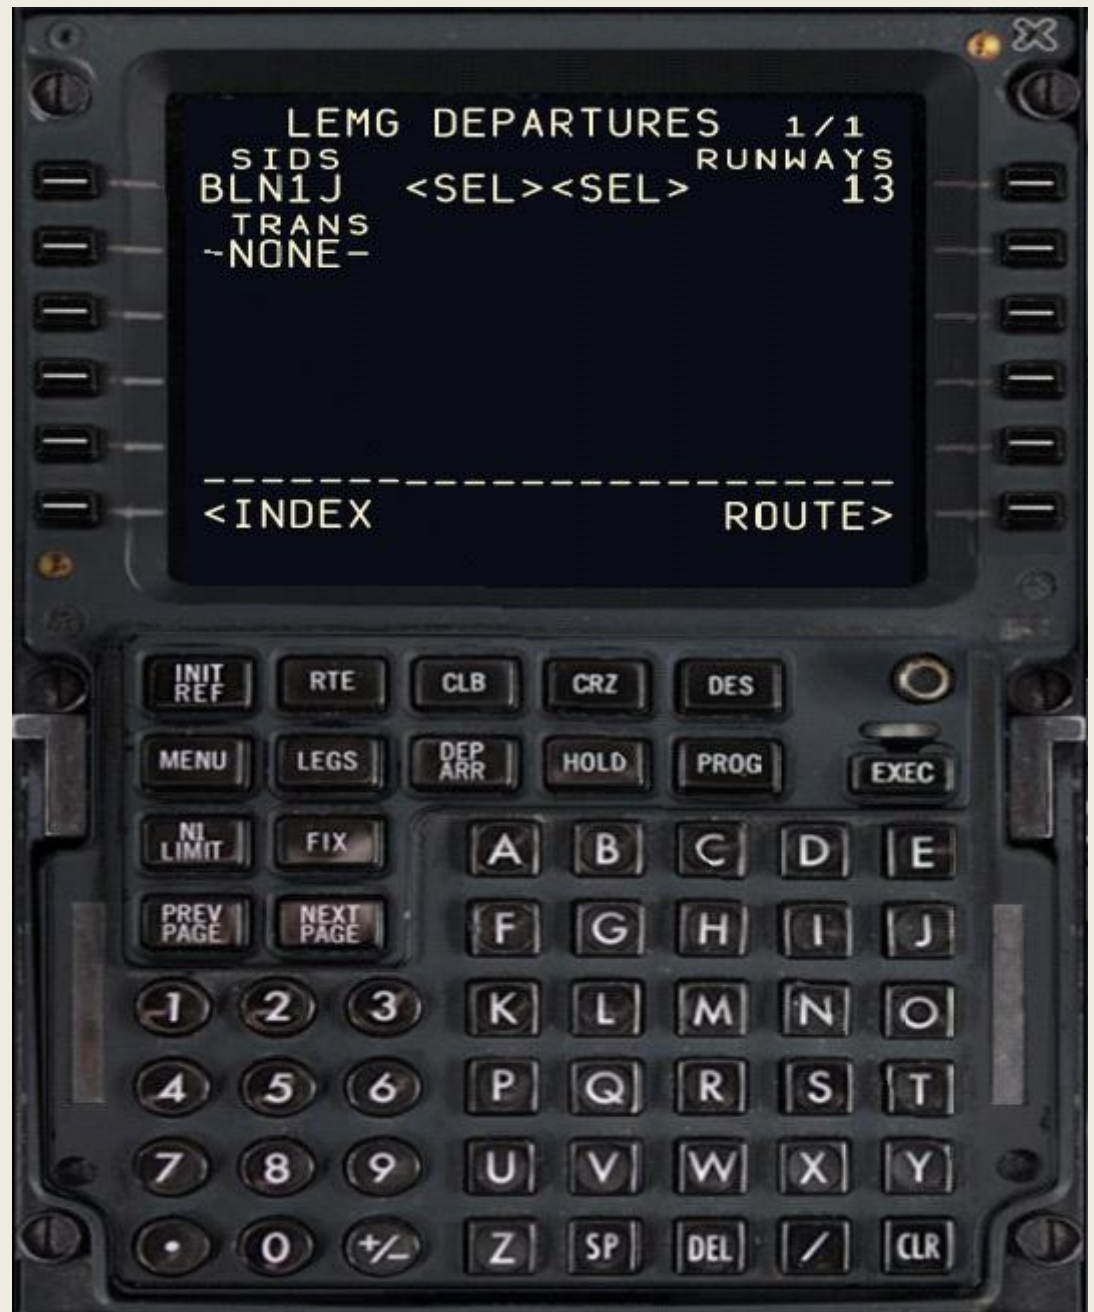 LEMG DEPARTURES 1/1
SIDS RUNWAYS
BLN1J <SEL><SEL> 13
TRANS
-NONE-
------------------------
<INDEX ROUTE>
INIT REF RTE CLB CRZ DES
MENU LEGS DEP ARR HOLD PROG EXEC
N1 LIMIT FIX
PREV PAGE NEXT PAGE
A B C D E
F G H I J
1 2 3 K L M N O
4 5 6 P Q R S T
7 8 9 U V W X Y
. 0 +/- Z SP DEL / CLR